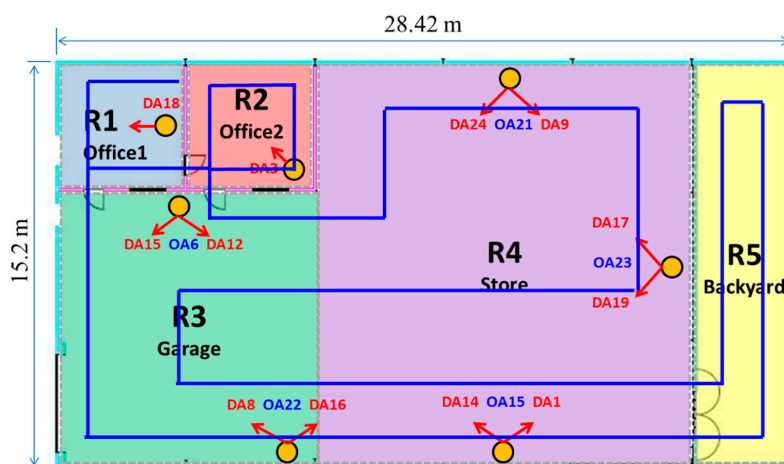 28.42 m
15.2 m
R1
Office1
DA18
R2
Office2
DA3
DA24 OA21 DA9
DA15 OA6 DA12
DA17
OA23
DA19
R4
Store
R5
Backyard
R3
Garage
DA8 OA22 DA16
DA14 OA15 DA1